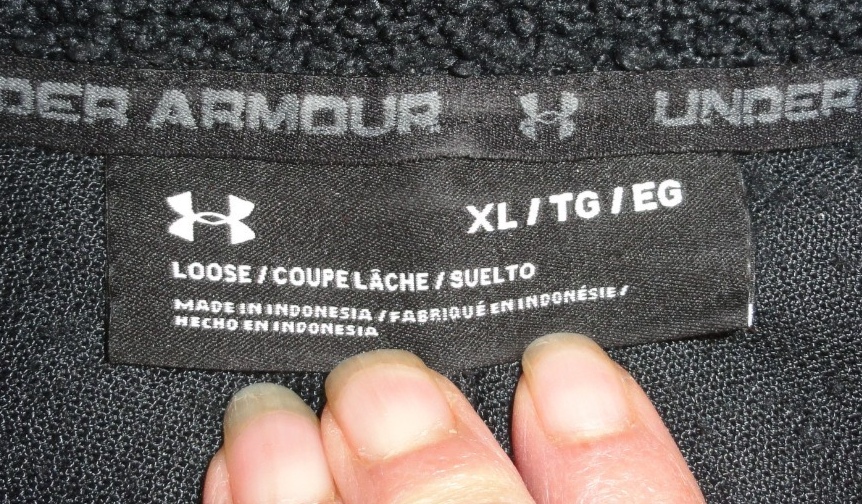 DER ARMOUR UNDER
XL / TG / EG
LOOSE / COUPE LÂCHE / SUELTO
MADE IN INDONESIA / FABRIQUÉ EN INDONÉSIE /
HECHO EN INDONESIA